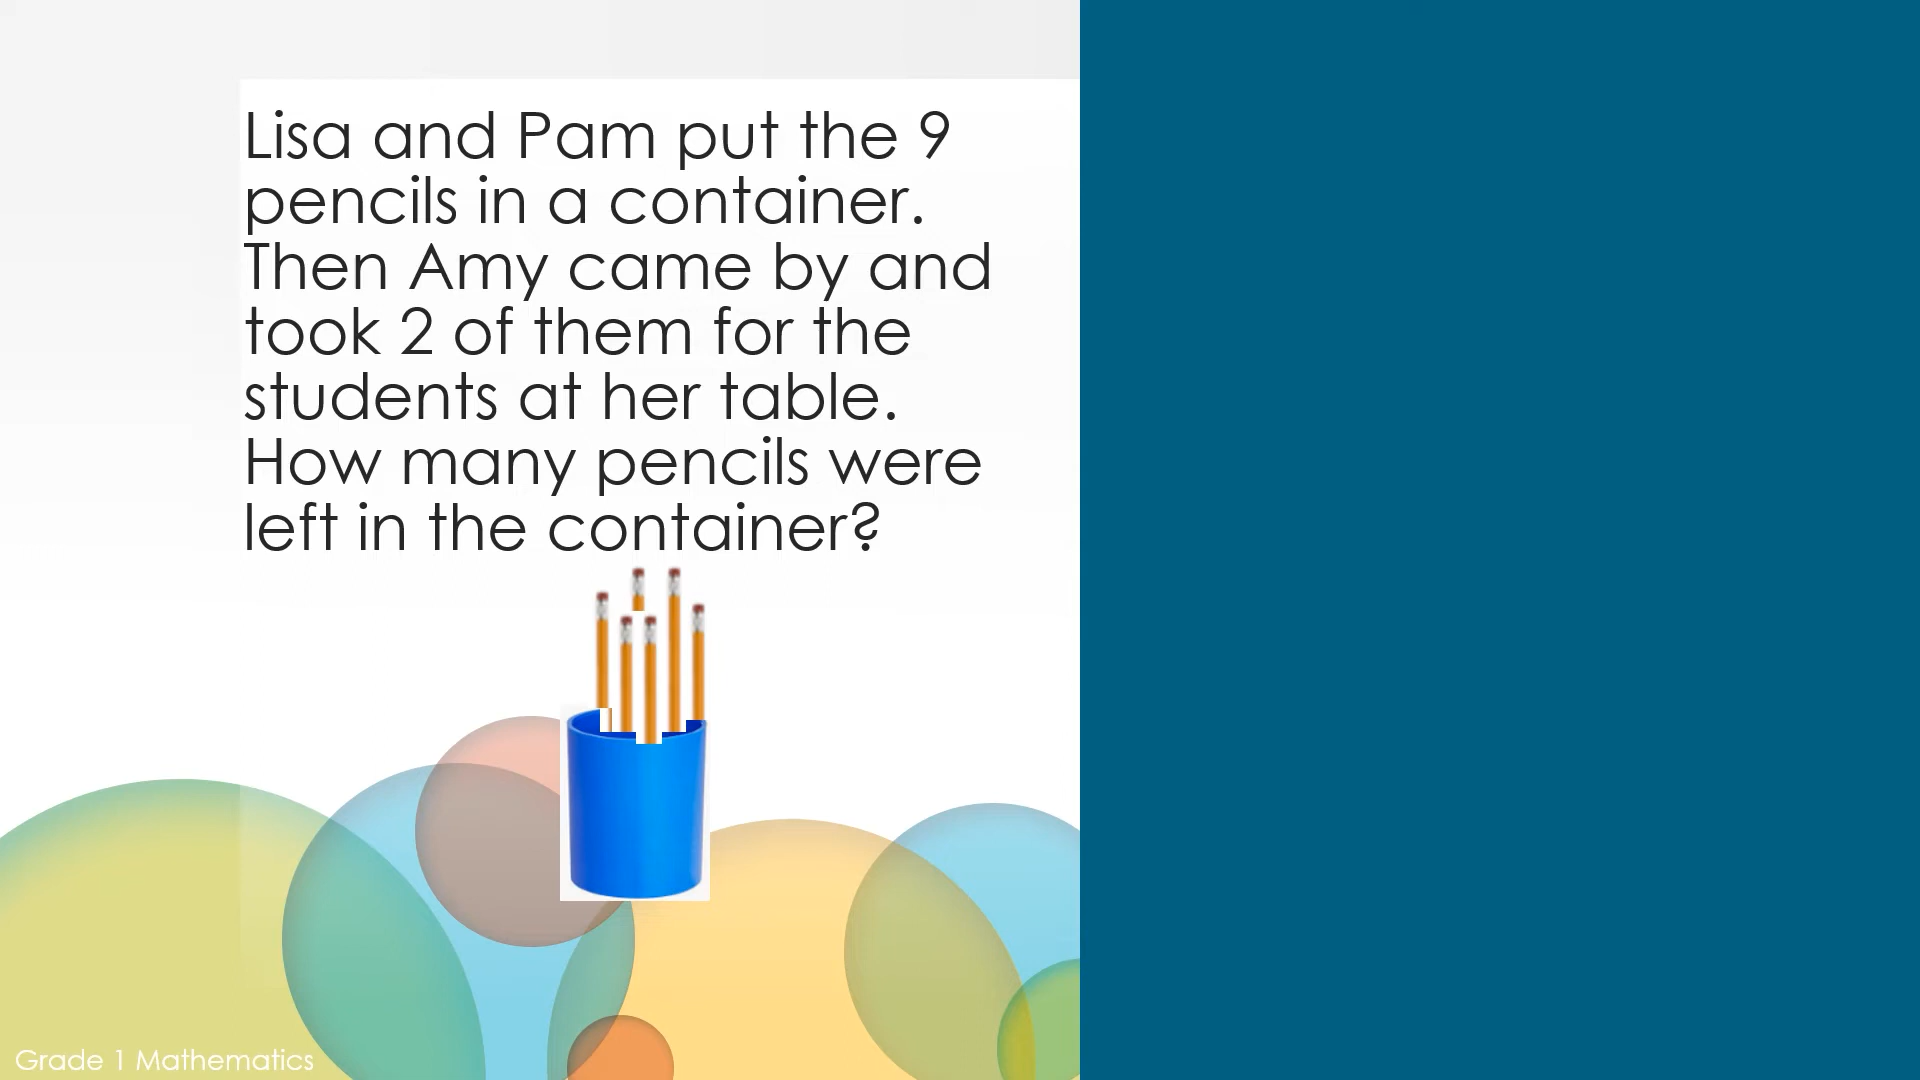 Lisa and Pam put the 9
pencils in a container.
Then Amy came by and
took 2 of them for the
students at her table.
How many pencils were
left in the container?
Grade 1 Mathematics